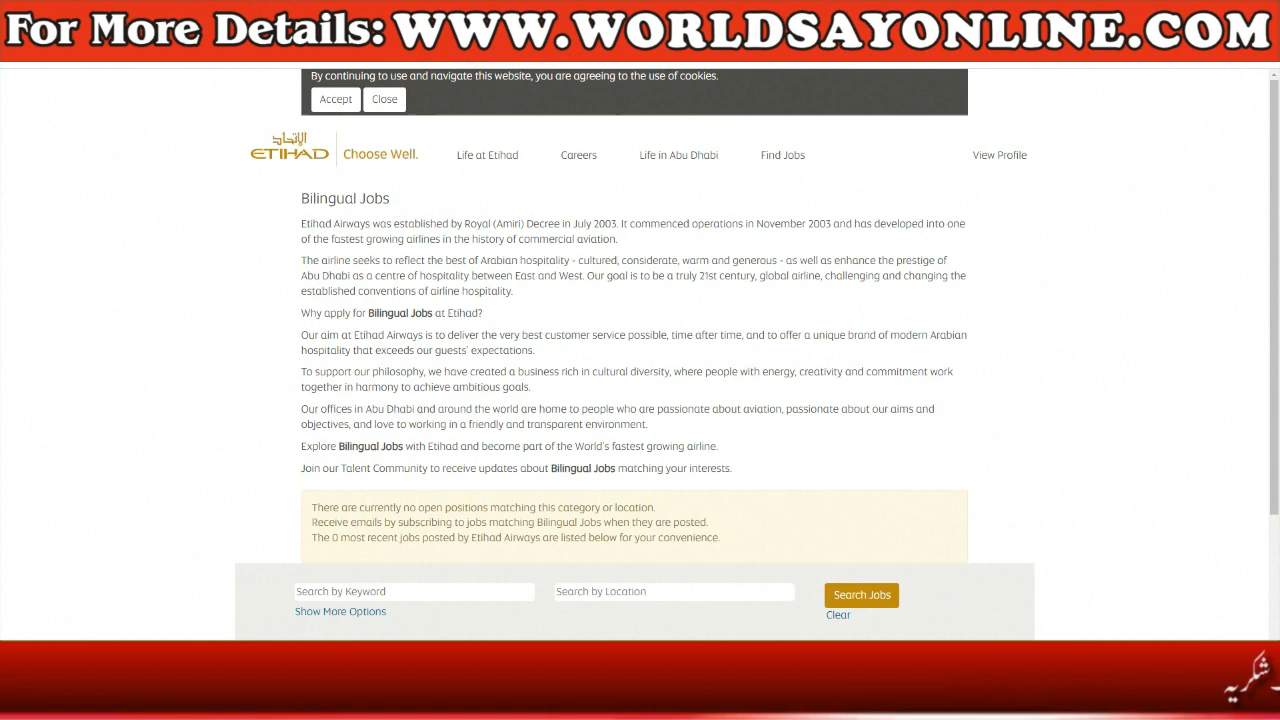 For More Details: WWW.WORLDSAYONLINE.COM
By continuing to use and navigate this website, you are agreeing to the use of cookies.
Accept Close
الإتحاد
ETIHAD Choose Well. Life at Etihad Careers Life in Abu Dhabi Find Jobs View Profile
Bilingual Jobs
Etihad Airways was established by Royal (Amiri) Decree in July 2003. It commenced operations in November 2003 and has developed into one
of the fastest growing airlines in the history of commercial aviation.
The airline seeks to reflect the best of Arabian hospitality - cultured, considerate, warm and generous - as well as enhance the prestige of
Abu Dhabi as a centre of hospitality between East and West. Our goal is to be a truly 21st century, global airline, challenging and changing the
established conventions of airline hospitality.
Why apply for Bilingual Jobs at Etihad?
Our aim at Etihad Airways is to deliver the very best customer service possible, time after time, and to offer a unique brand of modern Arabian
hospitality that exceeds our guests' expectations.
To support our philosophy, we have created a business rich in cultural diversity, where people with energy, creativity and commitment work
together in harmony to achieve ambitious goals.
Our offices in Abu Dhabi and around the world are home to people who are passionate about aviation, passionate about our aims and
objectives, and love to working in a friendly and transparent environment.
Explore Bilingual Jobs with Etihad and become part of the World's fastest growing airline.
Join our Talent Community to receive updates about Bilingual Jobs matching your interests.
There are currently no open positions matching this category or location.
Receive emails by subscribing to jobs matching Bilingual Jobs when they are posted.
The 0 most recent jobs posted by Etihad Airways are listed below for your convenience.
Search by Keyword Search by Location Search Jobs
Show More Options Clear
شکریہ